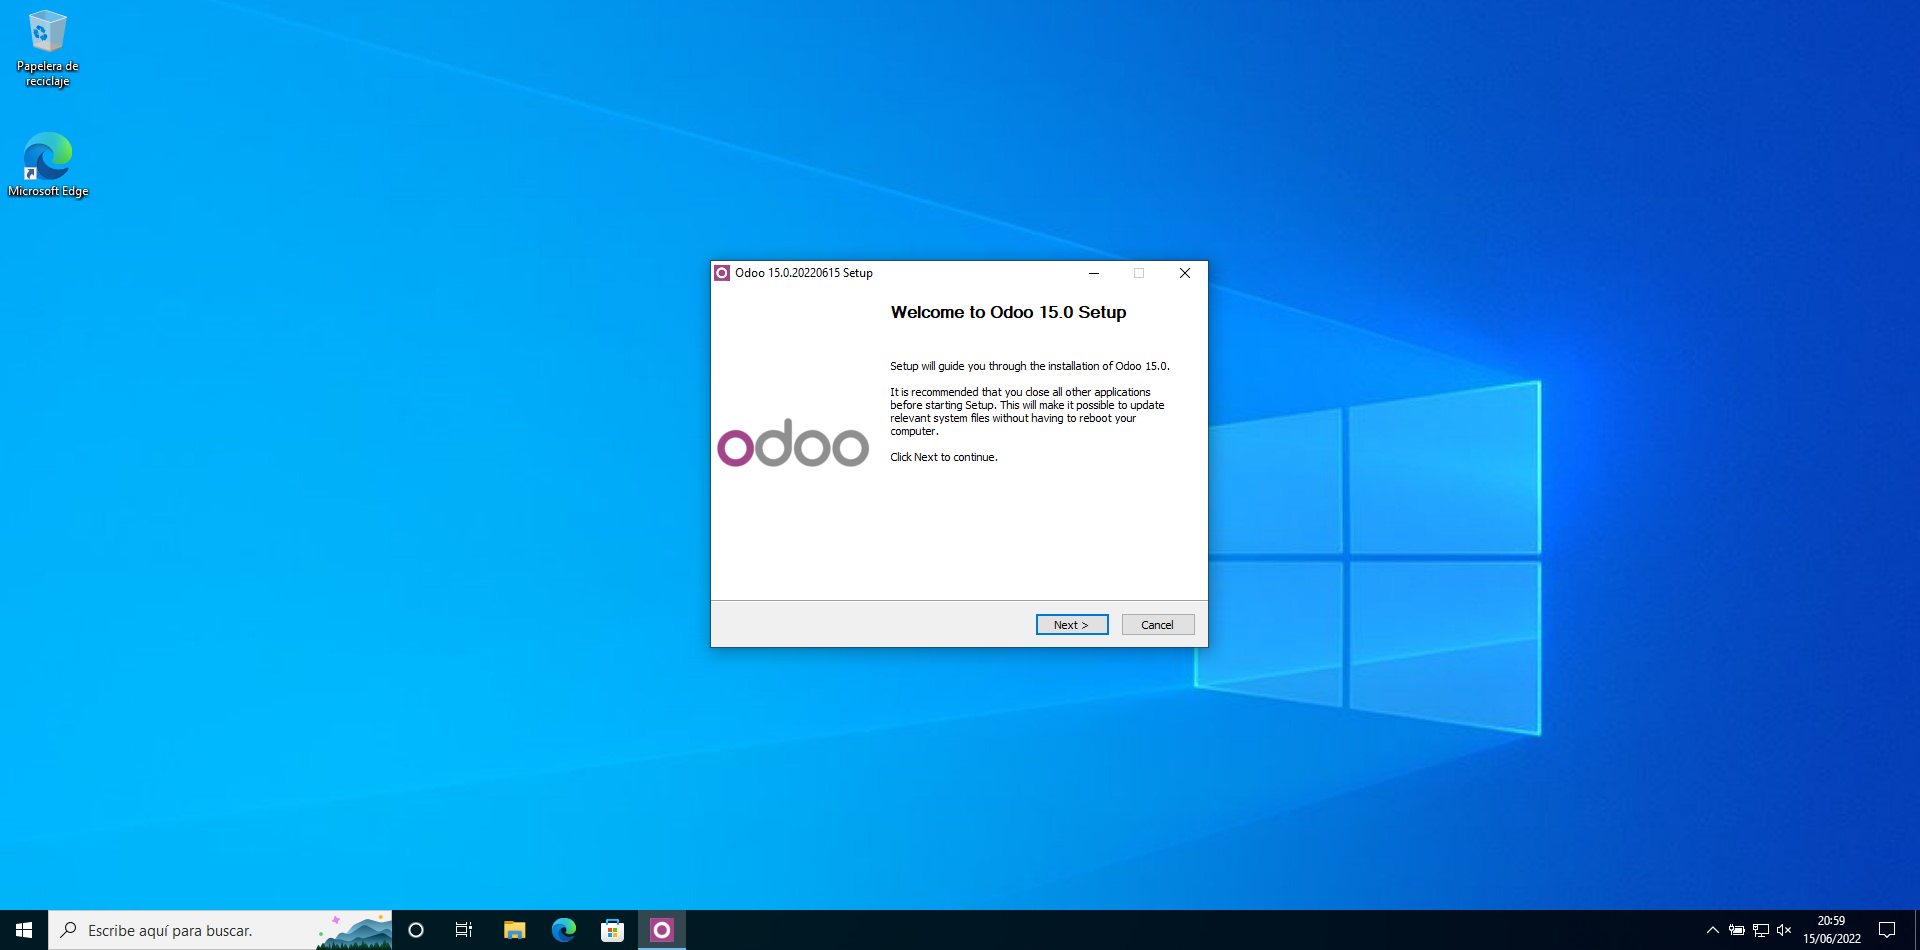 Papelera de
reciclaje
Microsoft Edge
Odoo 15.0.20220615 Setup
Welcome to Odoo 15.0 Setup
Setup will guide you through the installation of Odoo 15.0.
It is recommended that you close all other applications
before starting Setup. This will make it possible to update
relevant system files without having to reboot your
computer.
Click Next to continue.
odoo
Next >
Cancel
Escribe aquí para buscar.
20:59
15/06/2022